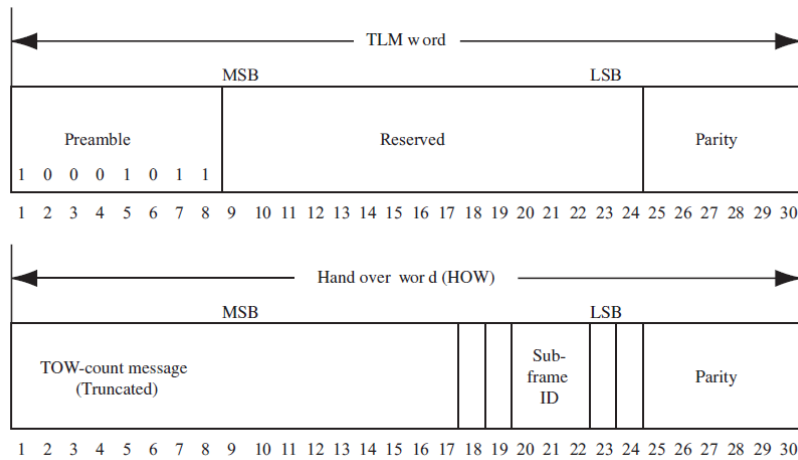 TLM w ord
MSB LSB
Preamble Reserved Parity
1 0 0 0 1 0 1 1
1 2 3 4 5 6 7 8 9 10 11 12 13 14 15 16 17 18 19 20 21 22 23 24 25 26 27 28 29 30
Hand over wor d (HOW)
MSB LSB
TOW-count message
(Truncated)
Sub-
frame
ID
Parity
1 2 3 4 5 6 7 8 9 10 11 12 13 14 15 16 17 18 19 20 21 22 23 24 25 26 27 28 29 30